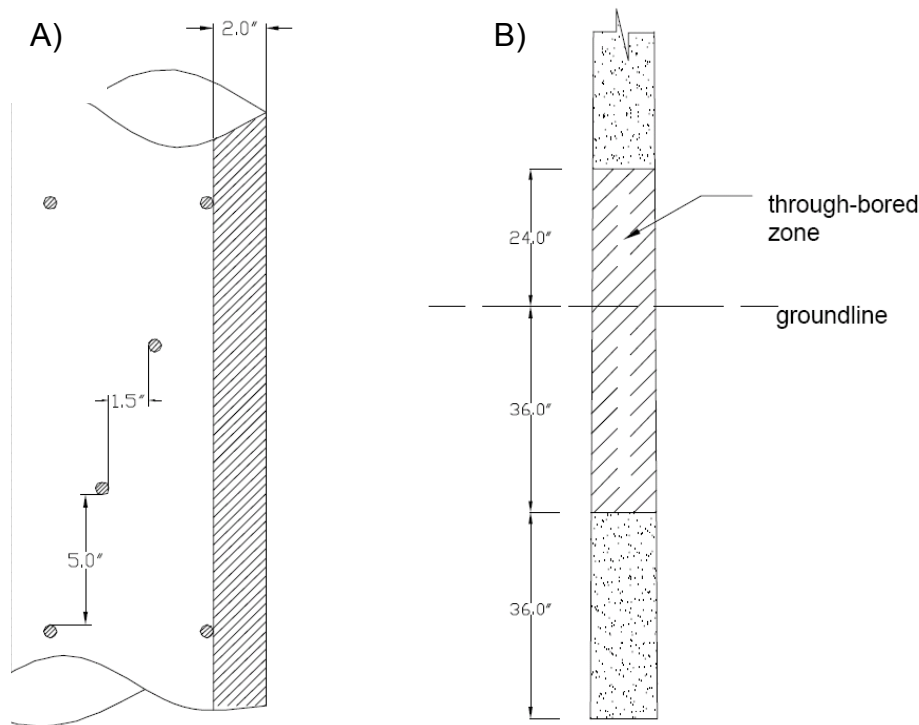 A)
2.0"
1.5"
5.0"
B)
24.0"
through-bored
zone
groundline
36.0"
36.0"